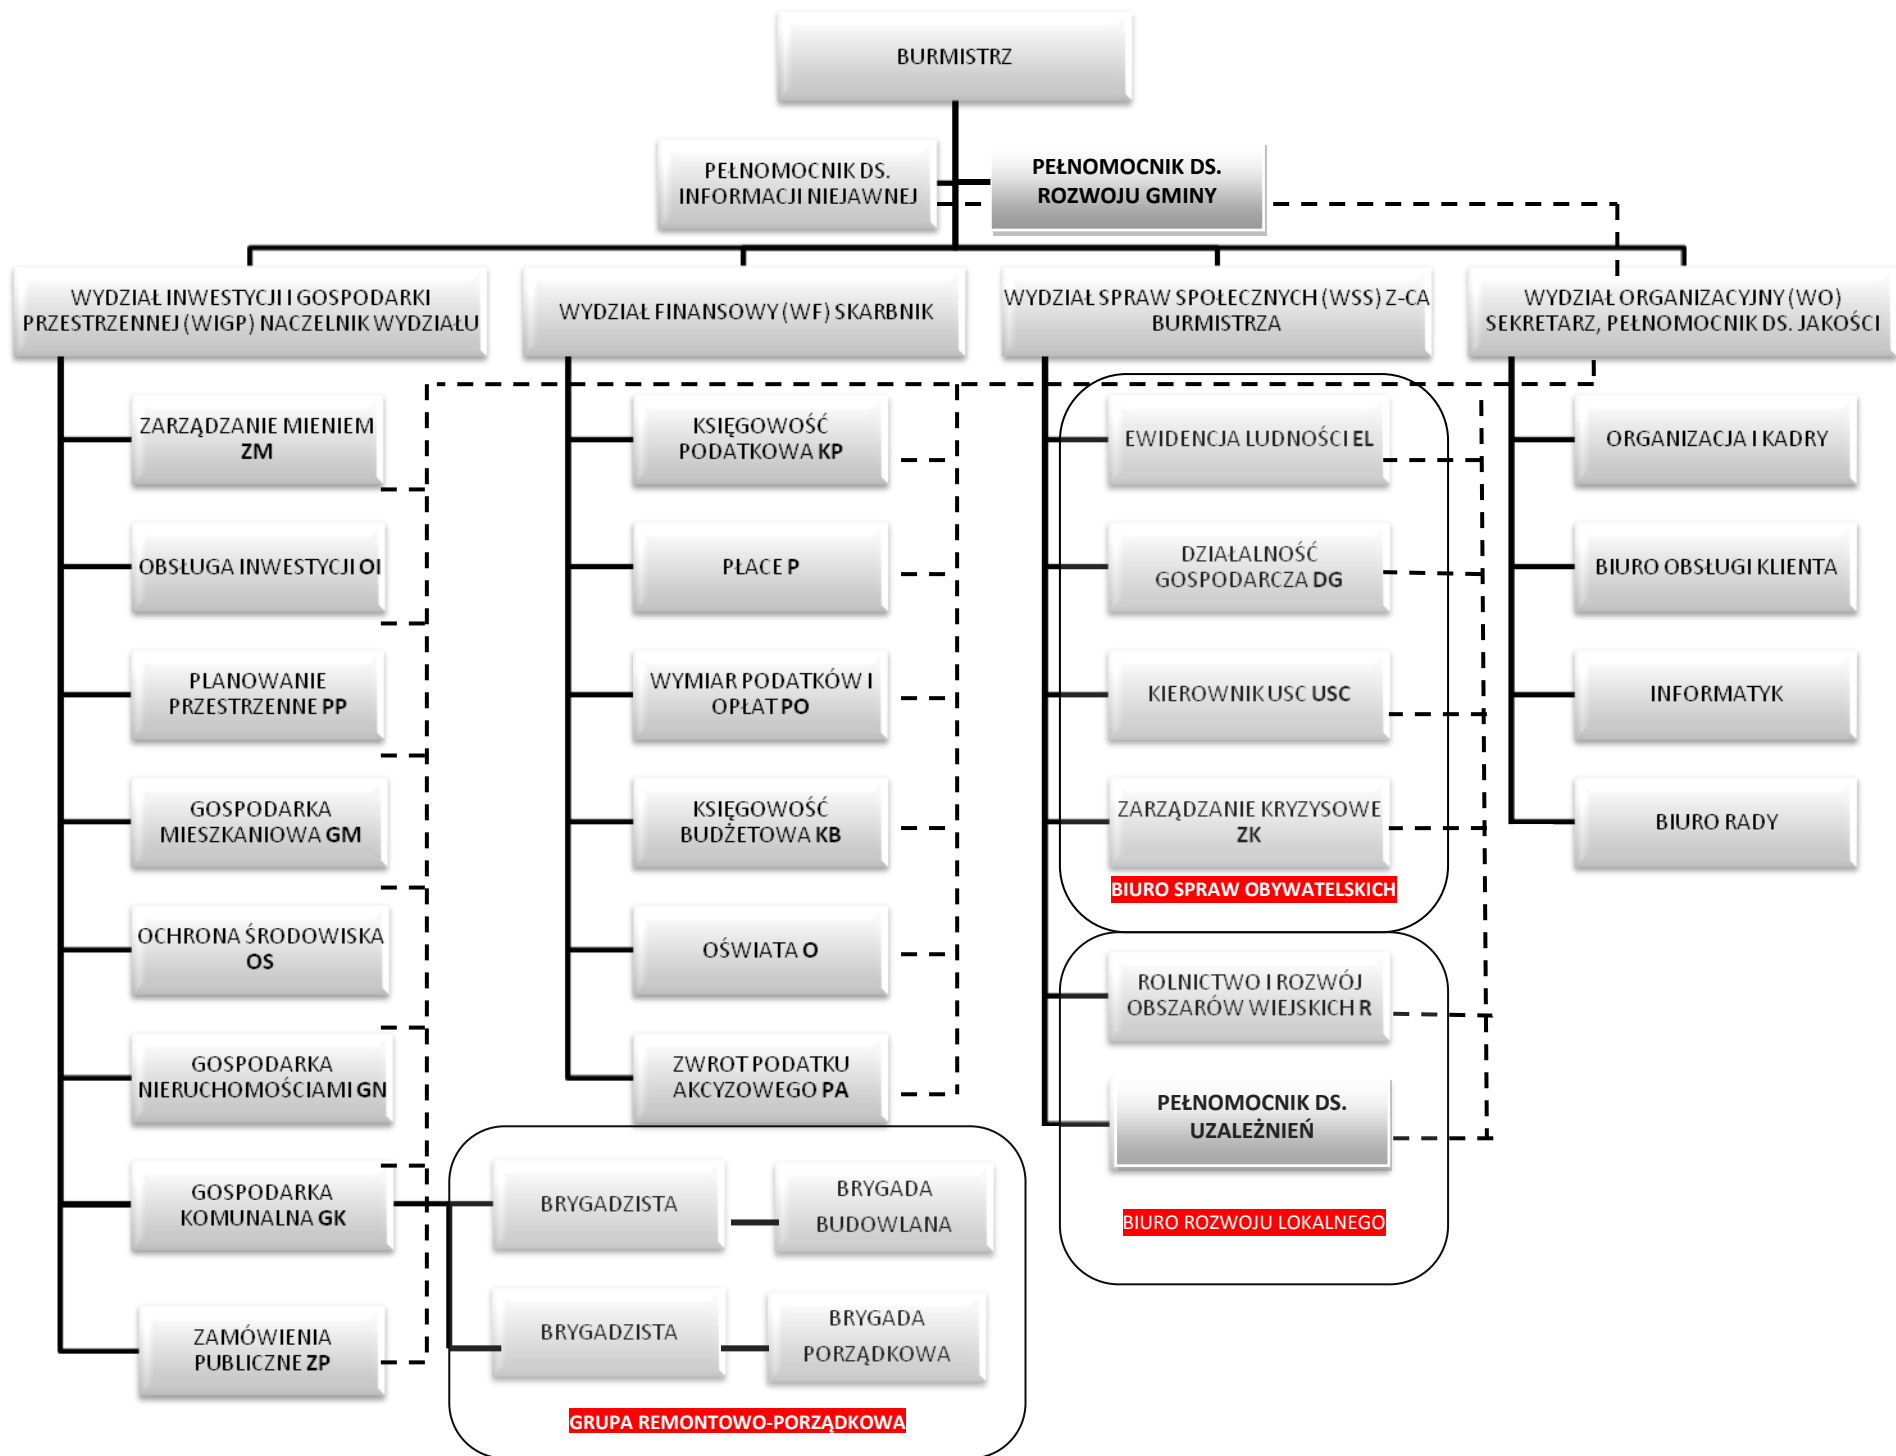 BURMISTRZ
PEŁNOMOCNIK DS.
INFORMACJI NIEJAWNEJ
PEŁNOMOCNIK DS.
ROZWOJU GMINY
WYDZIAŁ INWESTYCJI I GOSPODARKI
PRZESTRZENNEJ (WIGP) NACZELNIK WYDZIAŁU
WYDZIAŁ FINANSOWY (WF) SKARBNIK
WYDZIAŁ SPRAW SPOŁECZNYCH (WSS) Z-CA
BURMISTRZA
WYDZIAŁ ORGANIZACYJNY (WO)
SEKRETARZ, PEŁNOMOCNIK DS. JAKOŚCI
ZARZĄDZANIE MIENIEM
ZM
OBSŁUGA INWESTYCJI OI
PLANOWANIE
PRZESTRZENNE PP
GOSPODARKA
MIESZKANIOWA GM
OCHRONA ŚRODOWISKA
OS
GOSPODARKA
NIERUCHOMOŚCIAMI GN
GOSPODARKA
KOMUNALNA GK
ZAMÓWIENIA
PUBLICZNE ZP
KSIĘGOWOŚĆ
PODATKOWA KP
PŁACE P
WYMIAR PODATKÓW I
OPŁAT PO
KSIĘGOWOŚĆ
BUDŻETOWA KB
OŚWIATA O
ZWROT PODATKU
AKCYZOWEGO PA
BRYGADZISTA
BRYGADA
BUDOWLANA
BRYGADZISTA
BRYGADA
PORZĄDKOWA
GRUPA REMONTOWO-PORZĄDKOWA
EWIDENCJA LUDNOŚCI EL
DZIAŁALNOŚĆ
GOSPODARCZA DG
KIEROWNIK USC USC
ZARZĄDZANIE KRYZYSOWE
ZK
BIURO SPRAW OBYWATELSKICH
ROLNICTWO I ROZWÓJ
OBSZARÓW WIEJSKICH R
PEŁNOMOCNIK DS.
UZALEŻNIEŃ
BIURO ROZWOJU LOKALNEGO
ORGANIZACJA I KADRY
BIURO OBSŁUGI KLIENTA
INFORMATYK
BIURO RADY